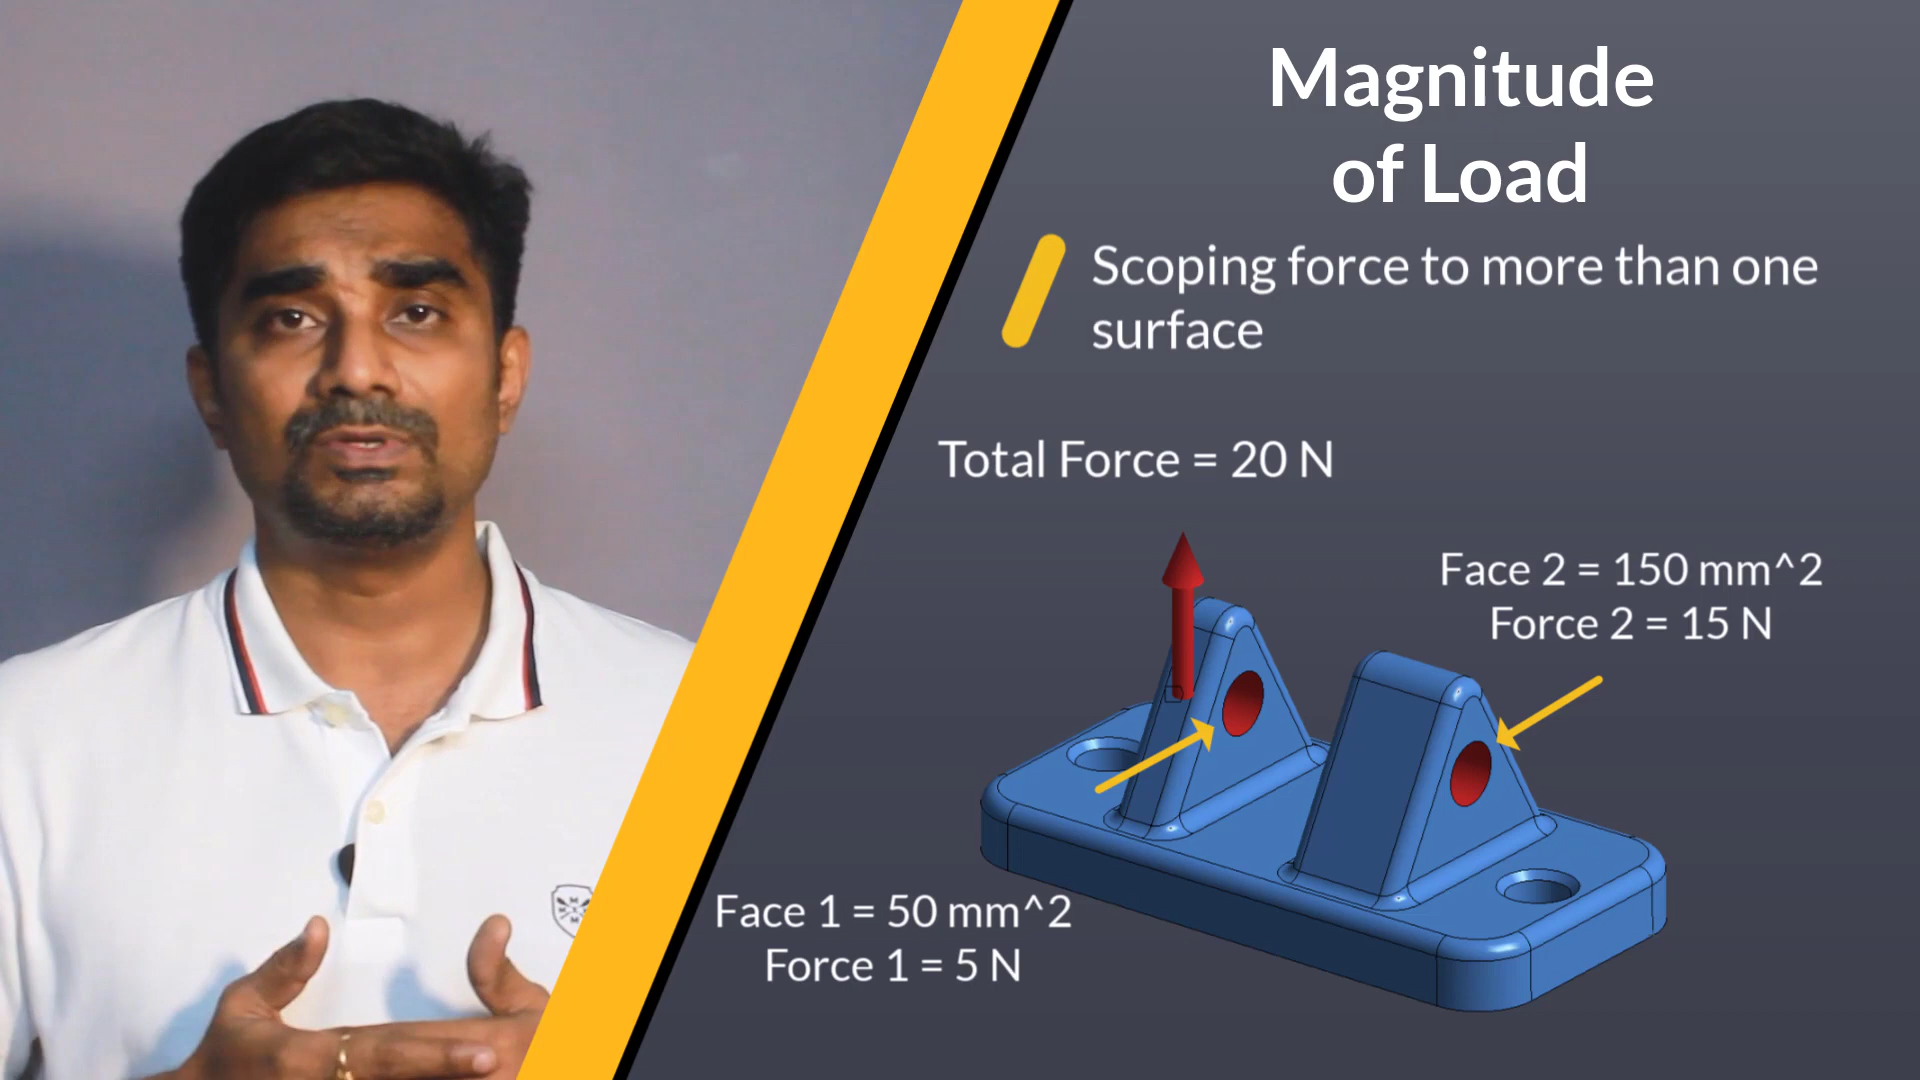 Magnitude
of Load
Scoping force to more than one
surface
Total Force = 20 N
Face 2 = 150 mm^2
Force 2 = 15 N
Face 1 = 50 mm^2
Force 1 = 5 N